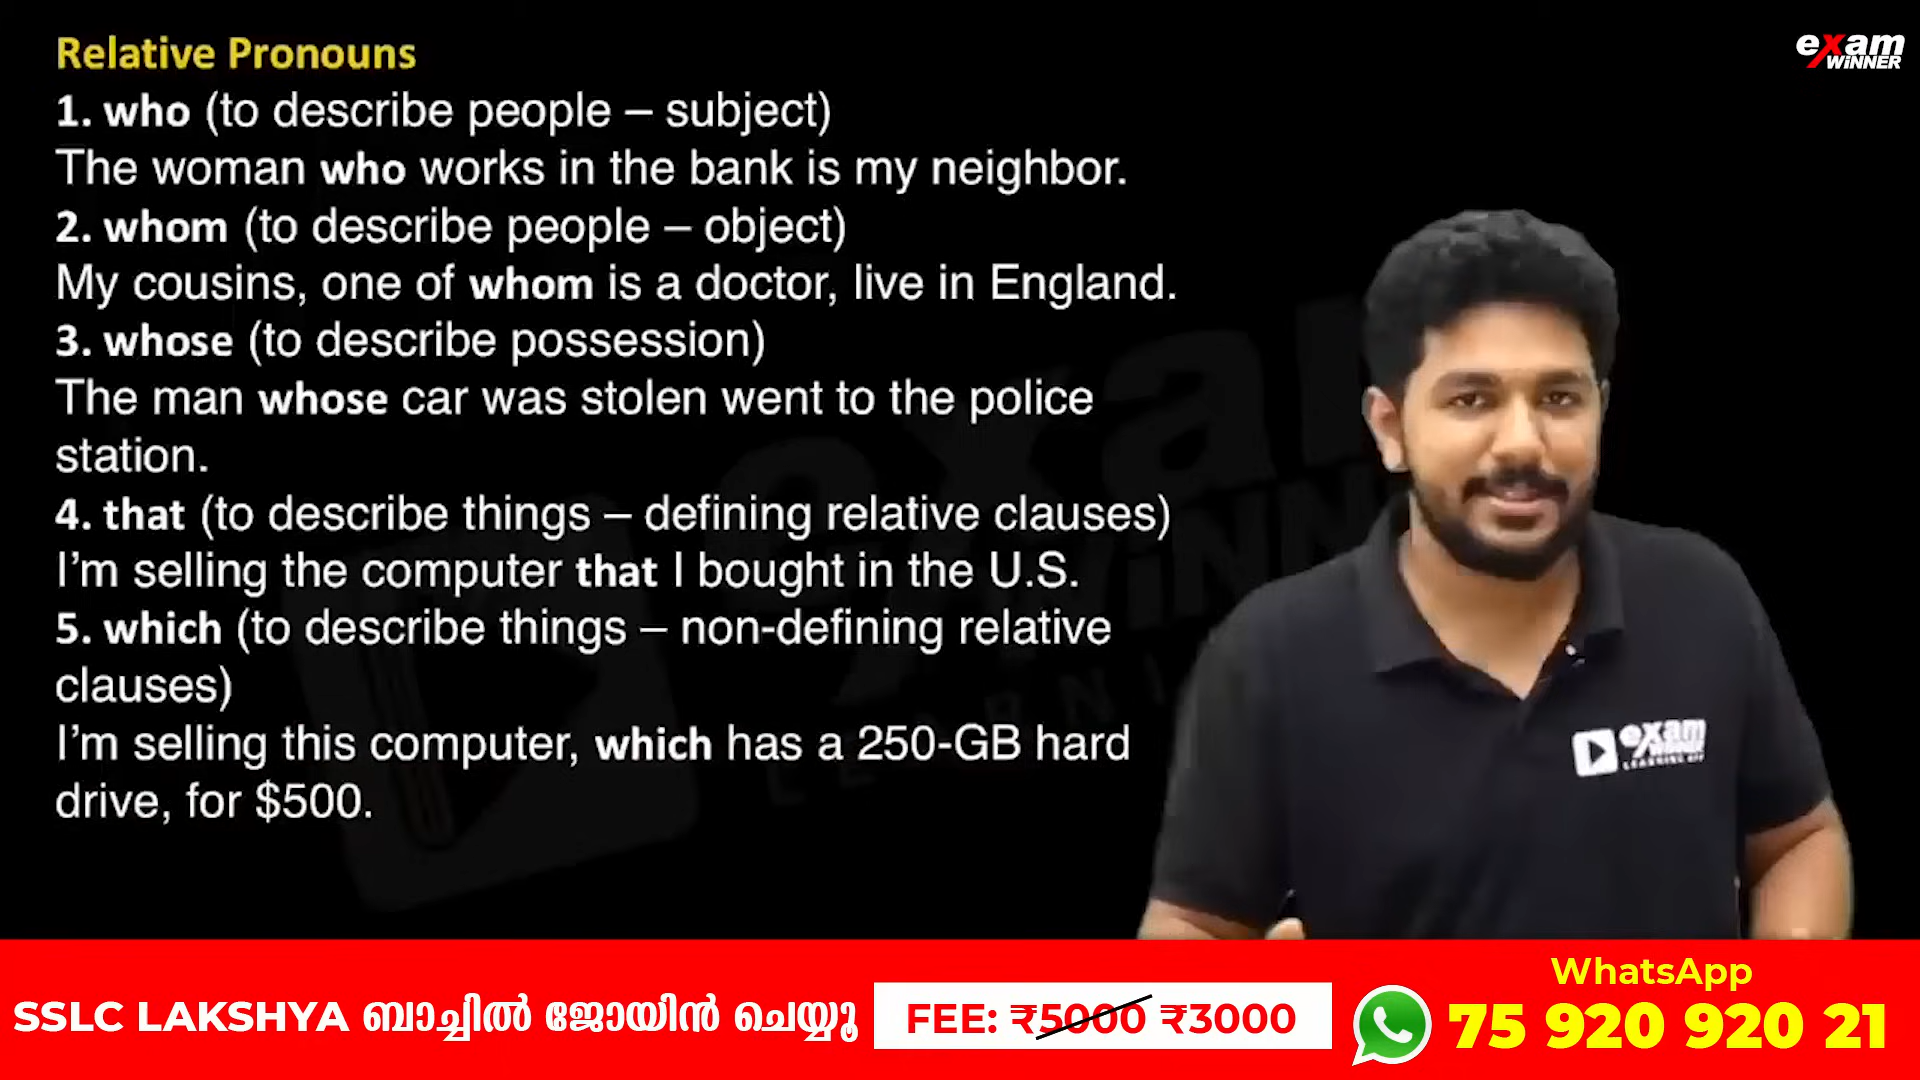 Relative Pronouns
exam
WINNER
1. who (to describe people – subject)
The woman who works in the bank is my neighbor.
2. whom (to describe people – object)
My cousins, one of whom is a doctor, live in England.
3. whose (to describe possession)
The man whose car was stolen went to the police
station.
4. that (to describe things – defining relative clauses)
I’m selling the computer that I bought in the U.S.
5. which (to describe things – non-defining relative
clauses)
I’m selling this computer, which has a 250-GB hard
drive, for $500.
exam
WINNER
LEARNING APP
SSLC LAKSHYA ബാച്ചിൽ ജോയിൻ ചെയ്യൂ
FEE: ₹5000 ₹3000
WhatsApp
75 920 920 21